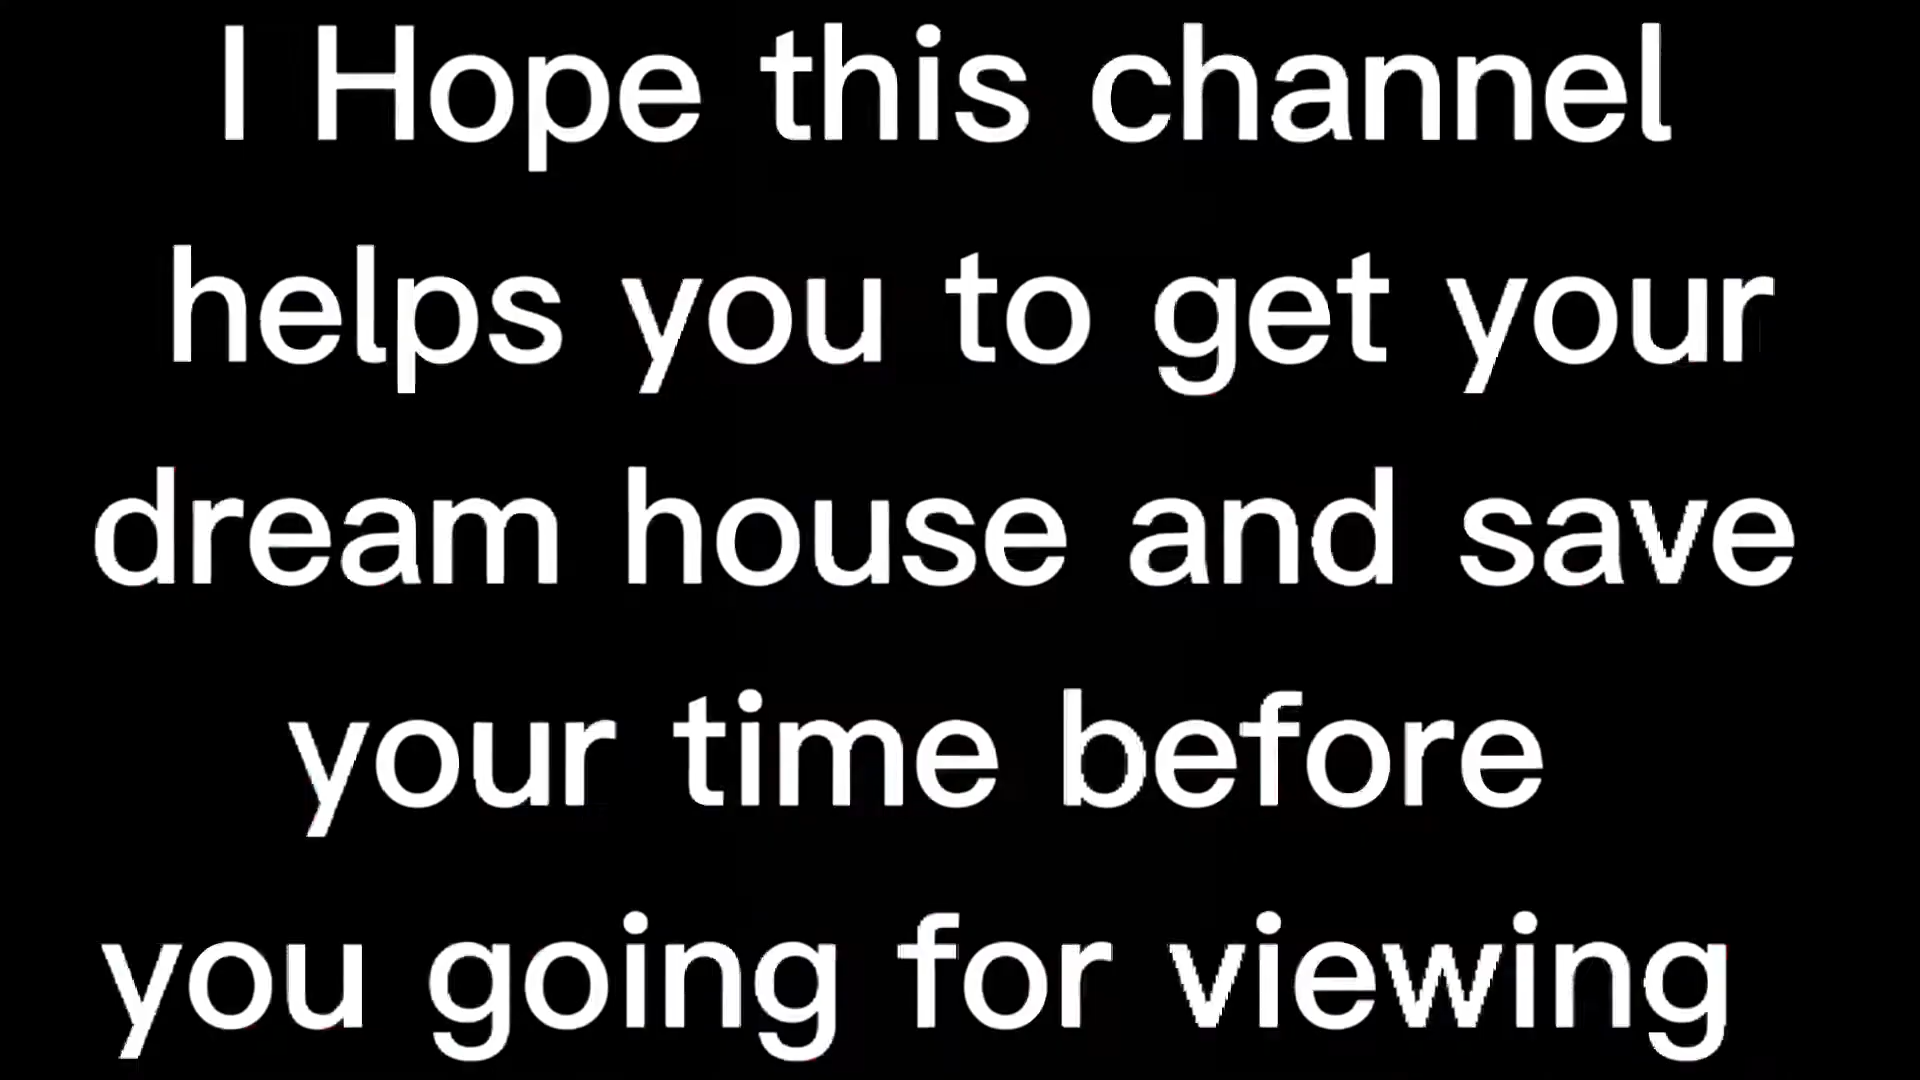 I Hope this channel
helps you to get your
dream house and save
your time before
you going for viewing